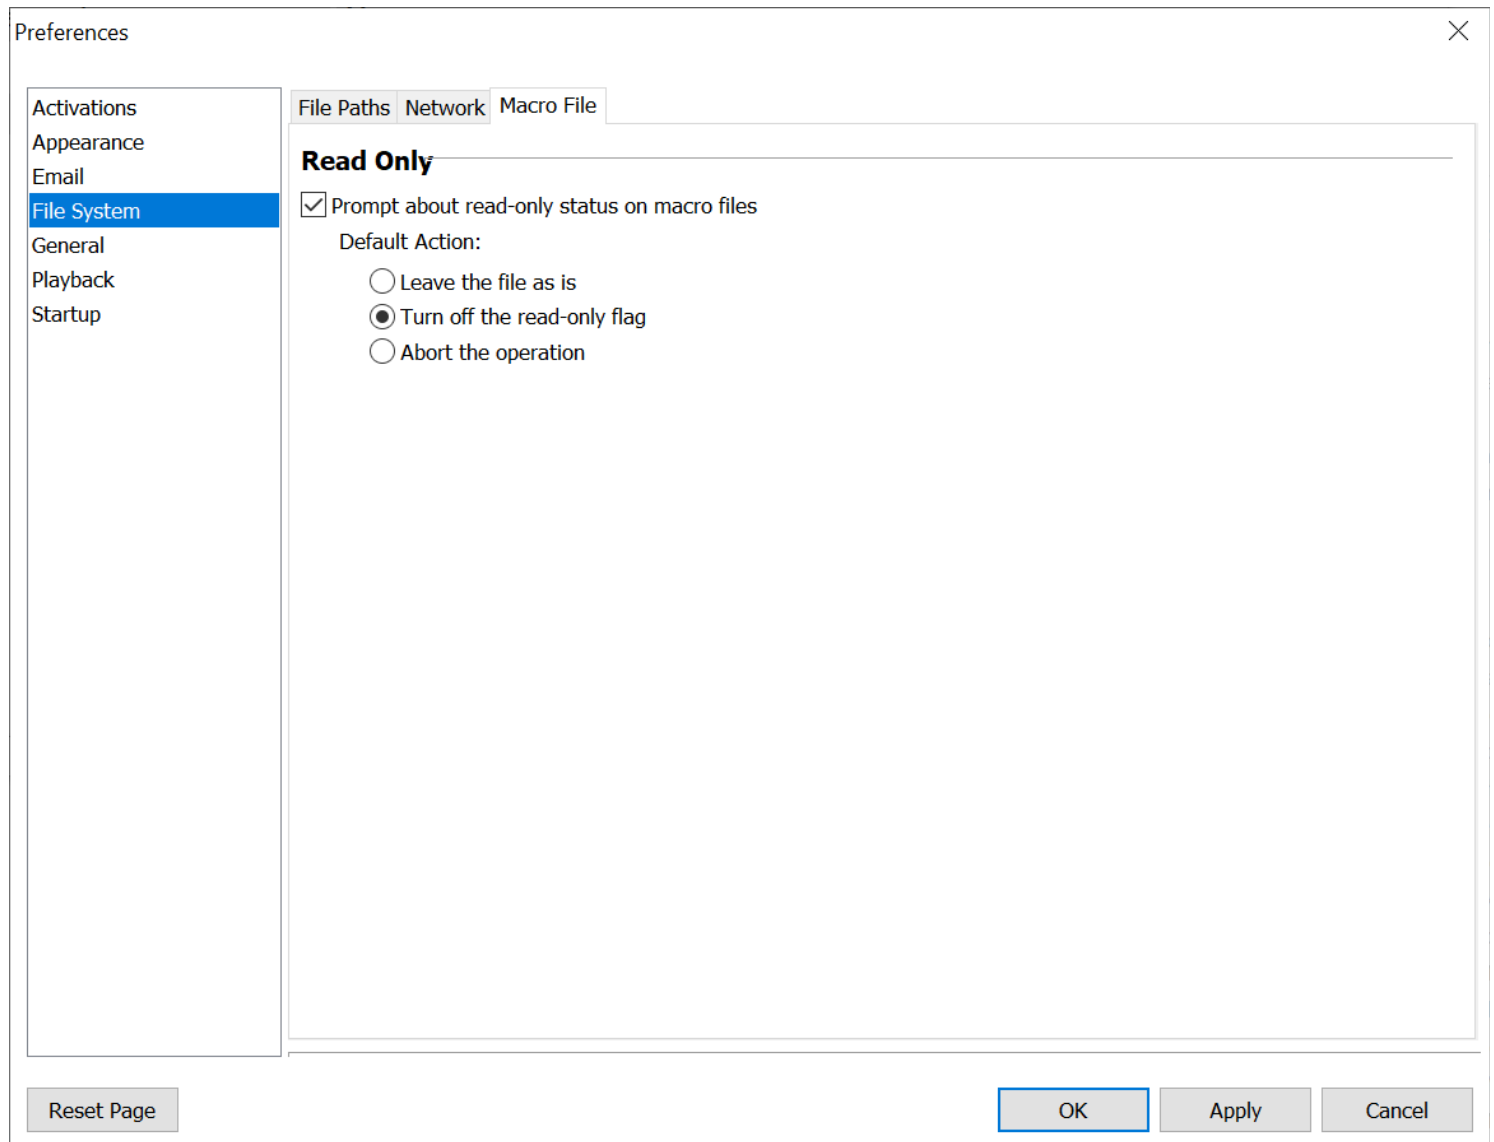 Preferences
Activations
Appearance
Email
File System
General
Playback
Startup
File Paths Network Macro File
Read Only
Prompt about read-only status on macro files
Default Action:
Leave the file as is
Turn off the read-only flag
Abort the operation
Reset Page OK Apply Cancel